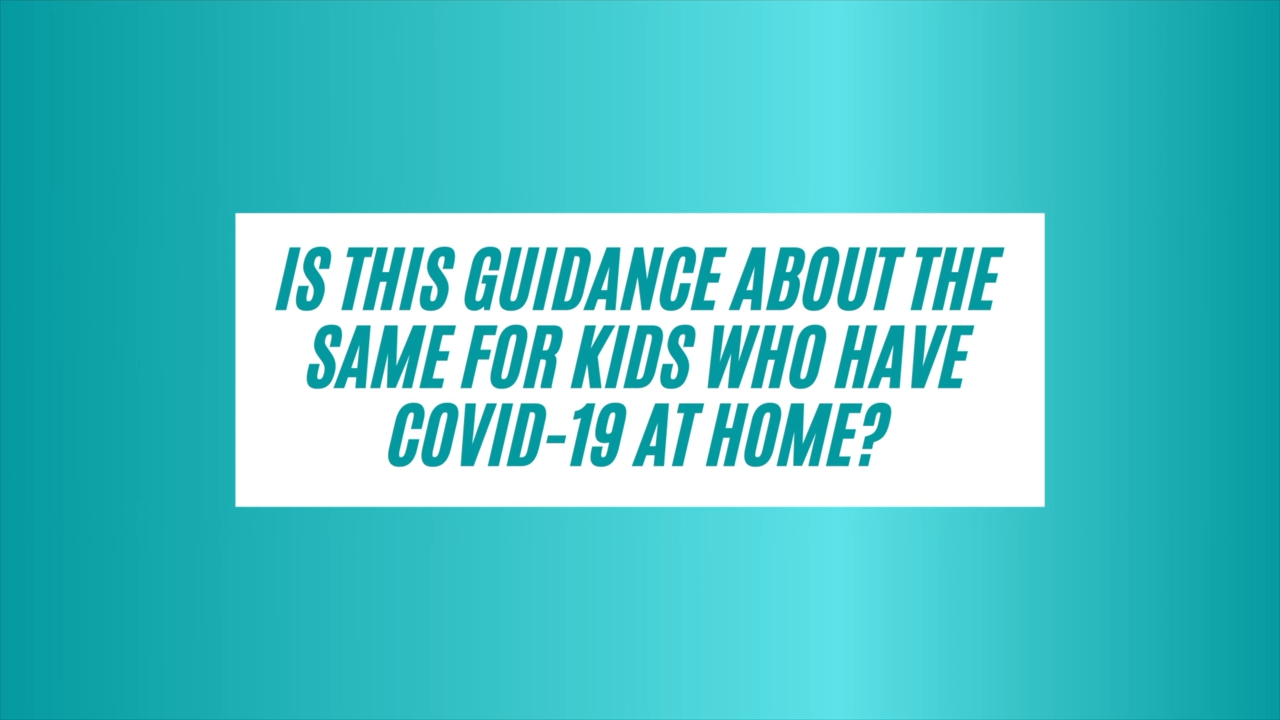 IS THIS GUIDANCE ABOUT THE
SAME FOR KIDS WHO HAVE
COVID-19 AT HOME?